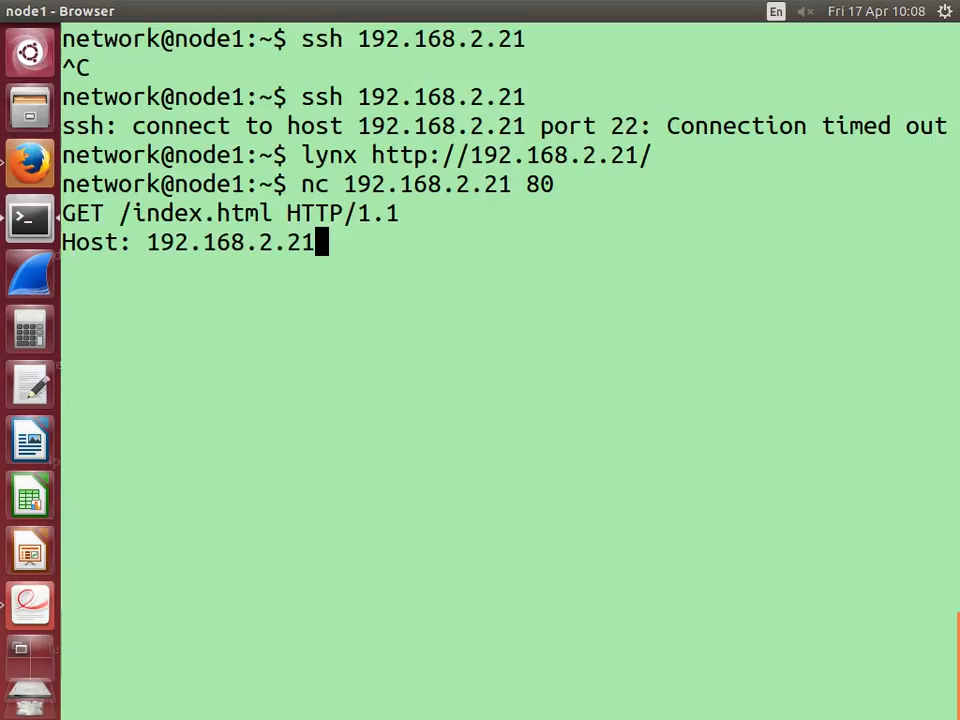 node1 - Browser
En
Fri 17 Apr 10:08
network@node1:~$ ssh 192.168.2.21
^C
network@node1:~$ ssh 192.168.2.21
ssh: connect to host 192.168.2.21 port 22: Connection timed out
network@node1:~$ lynx http://192.168.2.21/
network@node1:~$ nc 192.168.2.21 80
GET /index.html HTTP/1.1
Host: 192.168.2.21